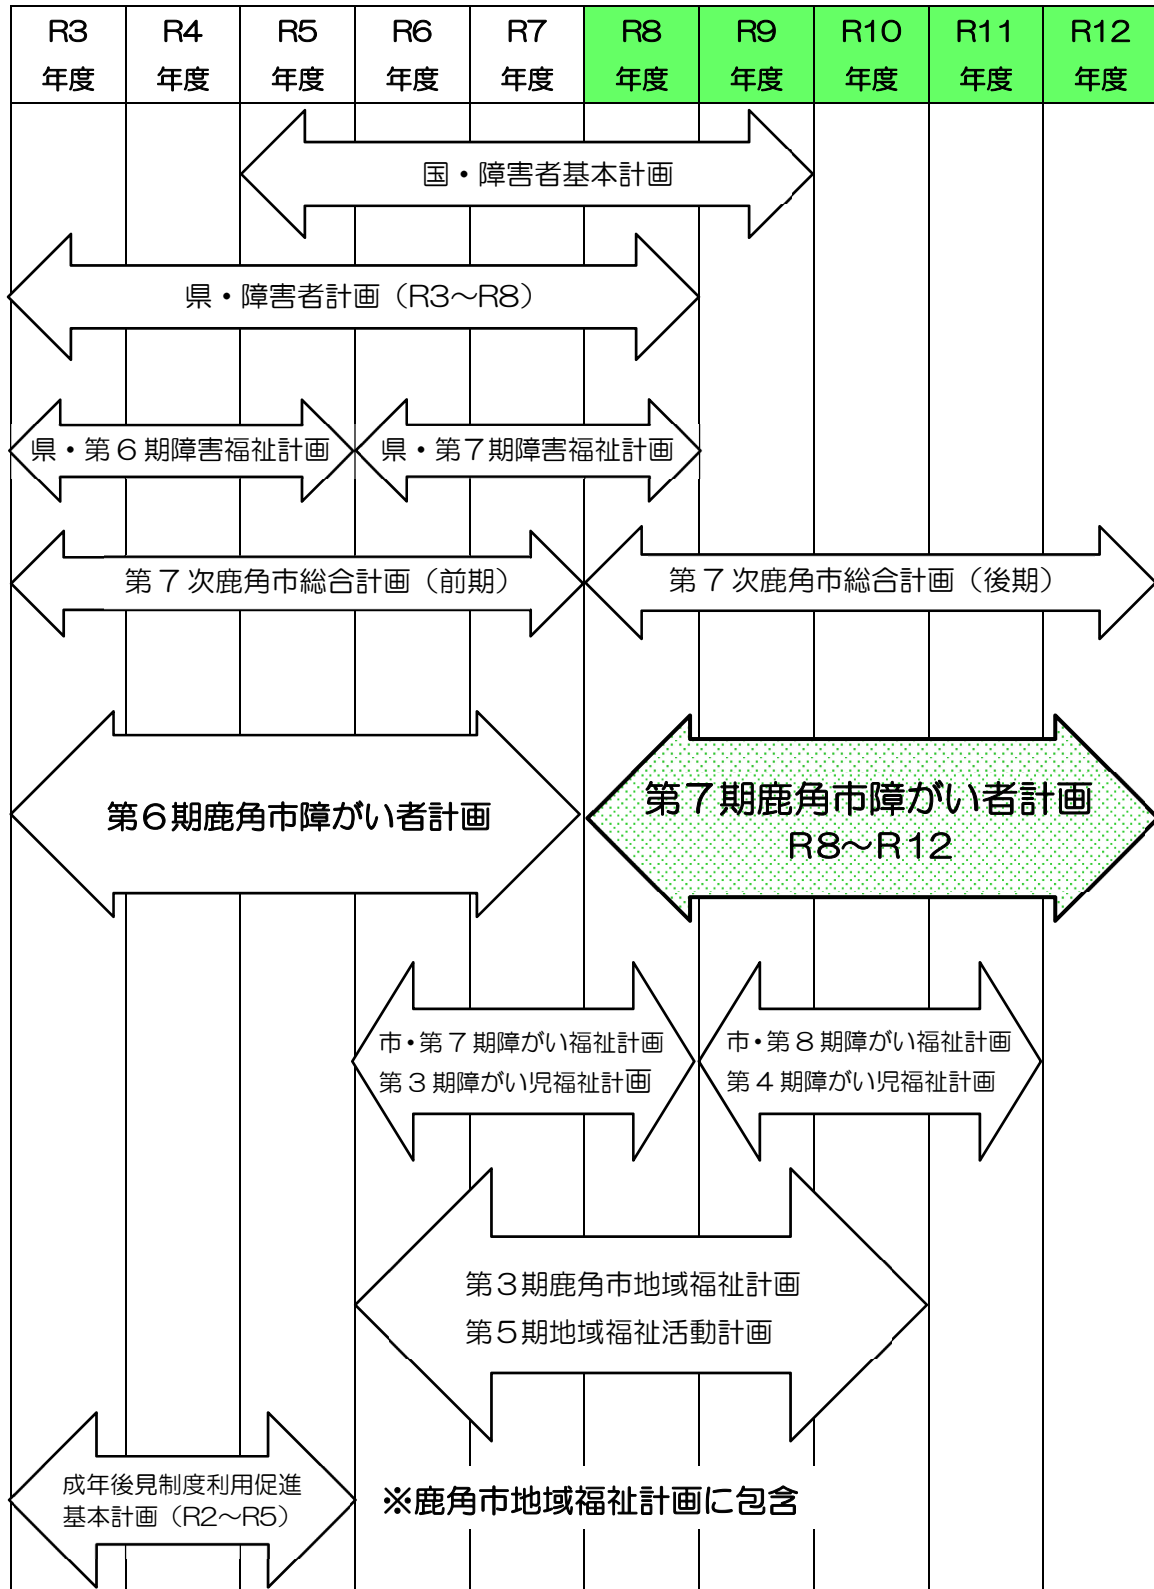 R3 R4 R5 R6 R7 R8 R9 R10 R11 R12
年度 年度 年度 年度 年度 年度 年度 年度 年度 年度
国・障害者基本計画
県・障害者計画（R3～R8）
県・第６期障害福祉計画 県・第7期障害福祉計画
第７次鹿角市総合計画（前期） 第７次鹿角市総合計画（後期）
第6期鹿角市障がい者計画
第7期鹿角市障がい者計画
R8～R12
市・第７期障がい福祉計画
第３期障がい児福祉計画
市・第８期障がい福祉計画
第４期障がい児福祉計画
第３期鹿角市地域福祉計画
第５期地域福祉活動計画
成年後見制度利用促進
基本計画（R2～R5）
※鹿角市地域福祉計画に包含